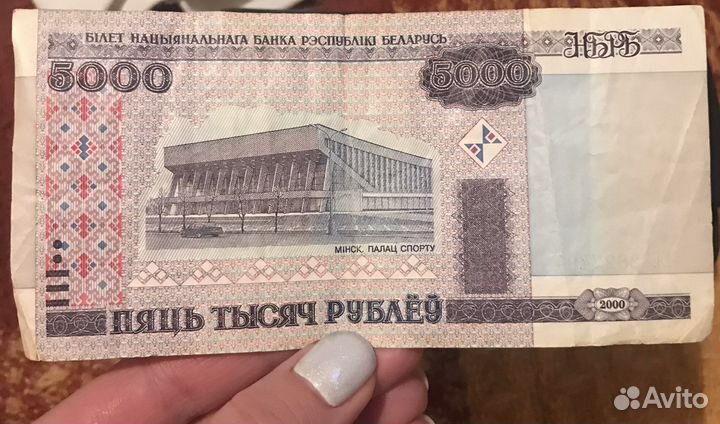 БІЛЕТ НАЦЫЯНАЛЬНАГА БАНКА РЭСПУБЛІКІ БЕЛАРУСЬ
НБРБ
5000
5000
МІНСК. ПАЛАЦ СПОРТУ
ПЯЦЬ ТЫСЯЧ РУБЛЁЎ
2000
Avito